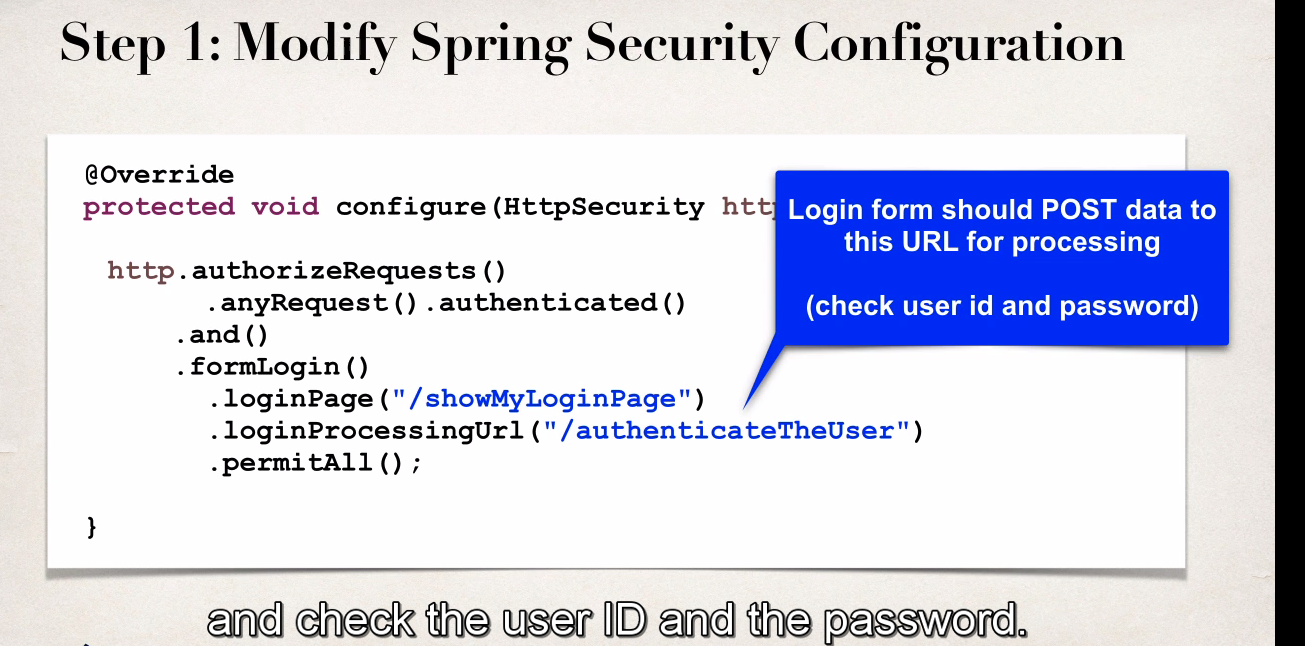 Step 1: Modify Spring Security Configuration
@Override
protected void configure(HttpSecurity
http.authorizeRequests()
.anyRequest().authenticated()
.and()
.formLogin()
.loginPage("/showMyLoginPage")
.loginProcessingUrl("/authenticateTheUser")
.permitAll();
}
Login form should POST data to
this URL for processing
(check user id and password)
and check the user ID and the password.